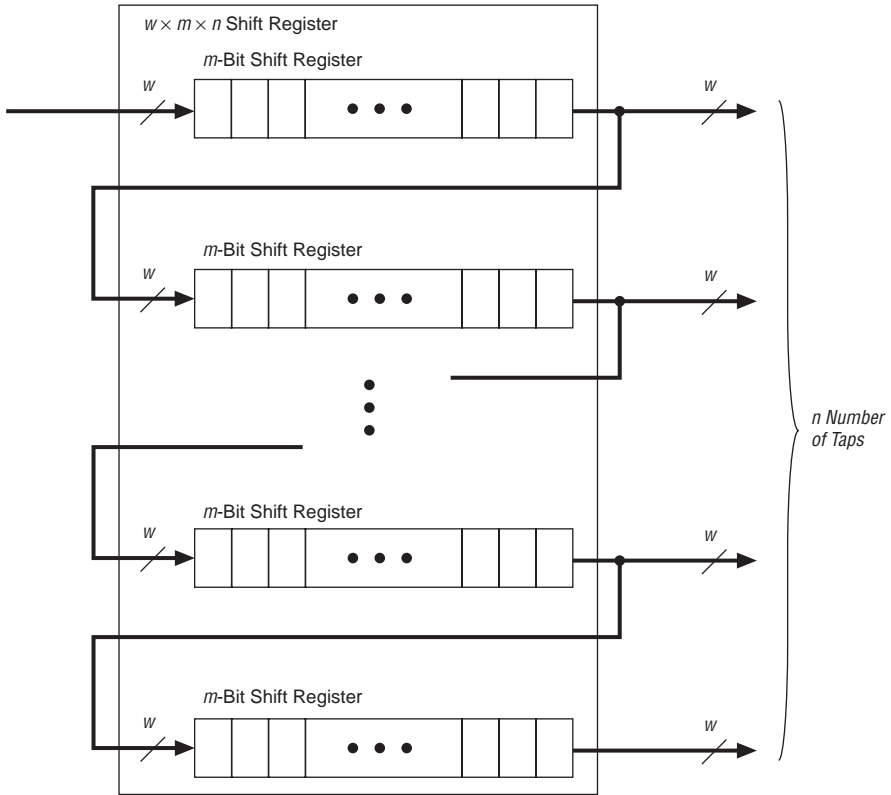 w × m × n Shift Register
m-Bit Shift Register
w
w
m-Bit Shift Register
w
w
n Number
of Taps
m-Bit Shift Register
w
w
m-Bit Shift Register
w
w